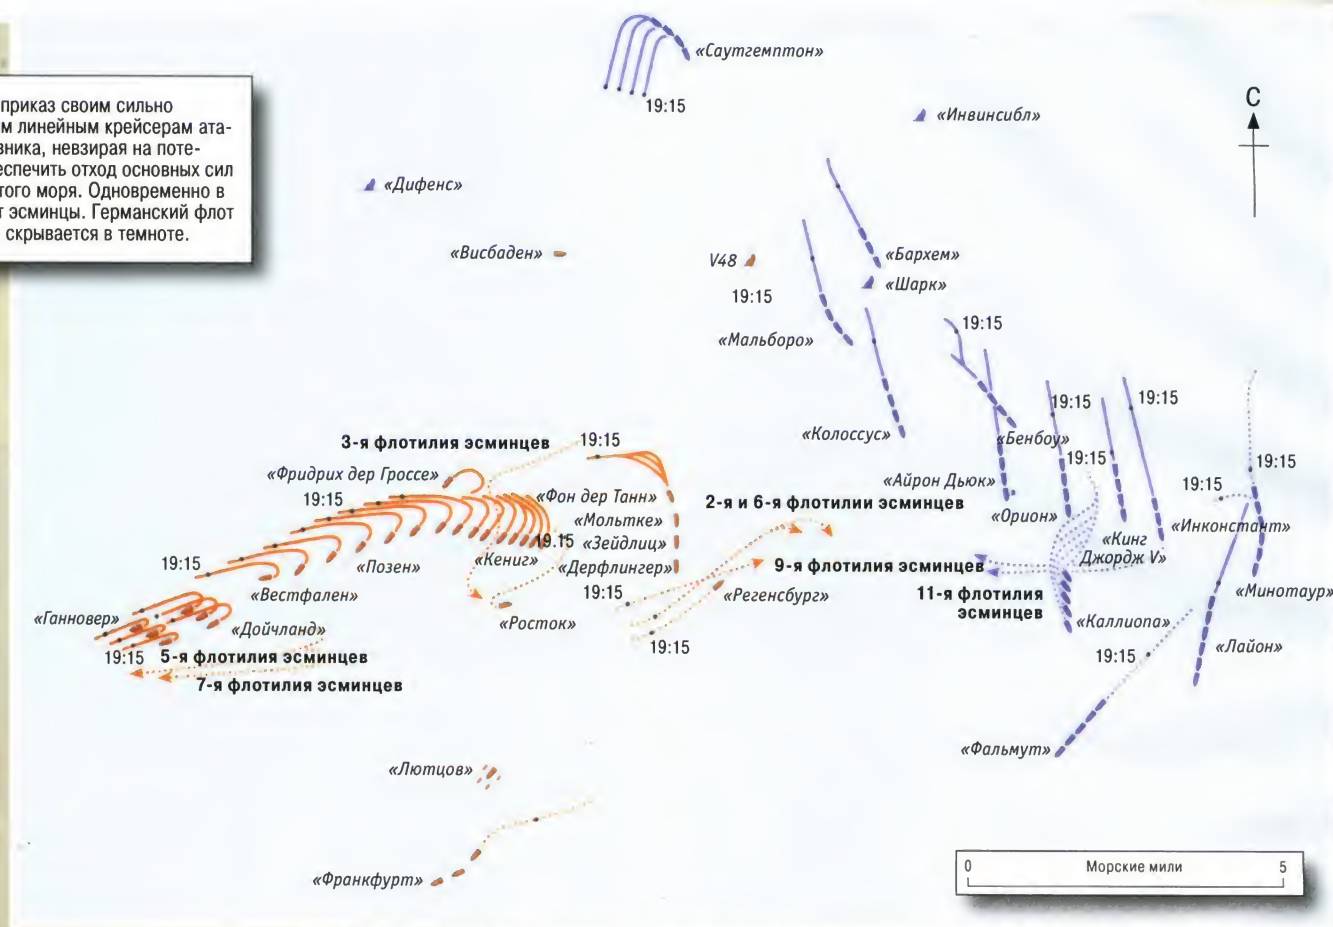 приказ своим сильно
м линейным крейсерам ата-
вника, невзирая на поте-
еспечить отход основных сил
того моря. Одновременно в
т эсминцы. Германский флот
скрывается в темноте.
«Саутгемптон»
19:15
«Инвинсибл»
С
«Дифенс»
«Висбаден»
V48
19:15
«Бархем»
«Шарк»
«Мальборо»
19:15
«Колоссус»
19:15
19:15
«Бенбоу»
19:15
3-я флотилия эсминцев
19:15
«Фридрих дер Гроссе»
19:15
«Фон дер Танн»
«Мольтке»
19.15
«Зейдлиц»
«Дерфлингер»
«Айрон Дьюк»
2-я и 6-я флотилии эсминцев
«Орион»
19:15
19:15
«Инконстант»
«Кинг
Джордж V»
«Кениг»
«Позен»
19:15
«Вестфален»
19:15
9-я флотилия эсминцев
11-я флотилия
эсминцев
«Регенсбург»
«Минотаур»
«Ганновер»
«Дойчланд»
«Росток»
«Каллиопа»
19:15
5-я флотилия эсминцев
7-я флотилия эсминцев
19:15
19:15
«Лайон»
«Фальмут»
«Лютцов»
«Франкфурт»
0
Морские мили
5